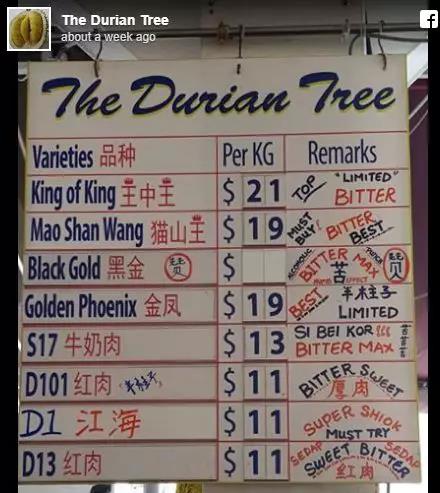 The Durian Tree
about a week ago
The Durian Tree
Varieties 品种 Per KG Remarks
King of King 王中王 $ 21 TOP "LIMITED" BITTER
Mao Shan Wang 猫山王 $ 19 MUST BUY! BITTER BEST
Black Gold 黑金 $ ALCOHOLIC BITTER MAX 苦
Golden Phoenix 金凤 $ 19 BEST LIMITED
S17 牛奶肉 $ 13 SI BEI KOR BITTER MAX
D101 红肉 $ 11 BITTER SWEET 厚肉
D1 江海 $ 11 SUPER SHIOK MUST TRY
D13 红肉 $ 11 SEDAP SWEET BITTER SEDAP 红肉